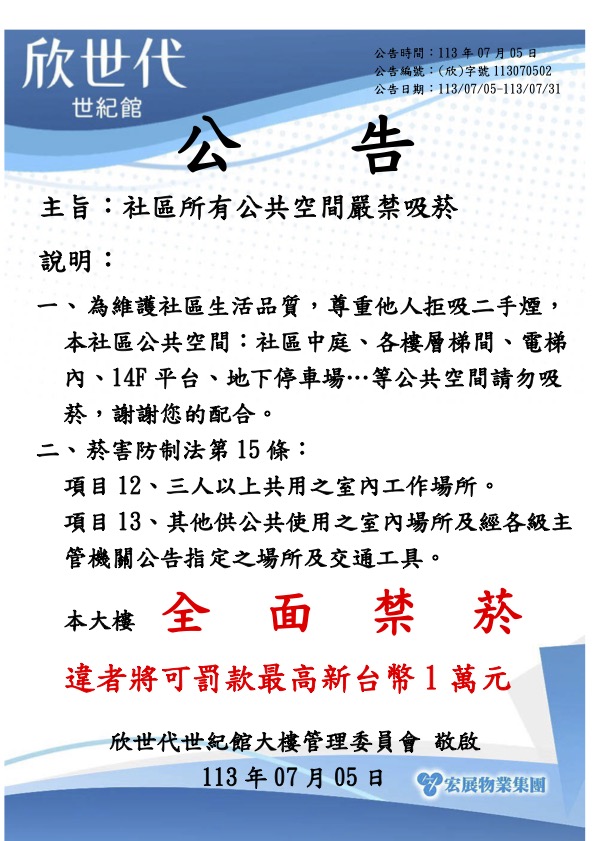 欣世代
世紀館
公告時間：113 年 07 月 05 日
公告編號：(欣)字號 113070502
公告日期：113/07/05-113/07/31
公 告
主旨：社區所有公共空間嚴禁吸菸
說明：
一、為維護社區生活品質，尊重他人拒吸二手煙，
本社區公共空間：社區中庭、各樓層梯間、電梯
內、14F 平台、地下停車場…等公共空間請勿吸
菸，謝謝您的配合。
二、菸害防制法第 15 條：
項目 12、三人以上共用之室內工作場所。
項目 13、其他供公共使用之室內場所及經各級主
管機關公告指定之場所及交通工具。
本大樓 全 面 禁 菸
違者將可罰款最高新台幣 1 萬元
欣世代世紀館大樓管理委員會 敬啟
113 年 07 月 05 日
宏展物業集團